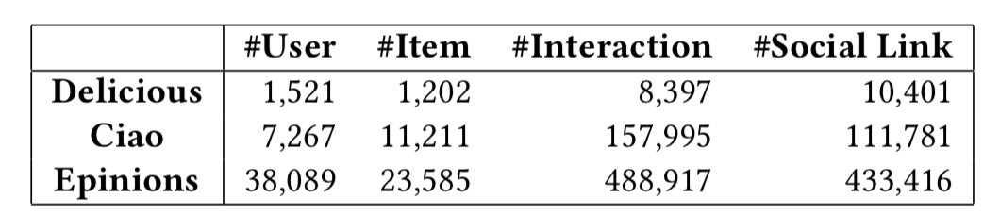 #User #Item #Interaction #Social Link
Delicious 1,521 1,202 8,397 10,401
Ciao 7,267 11,211 157,995 111,781
Epinions 38,089 23,585 488,917 433,416